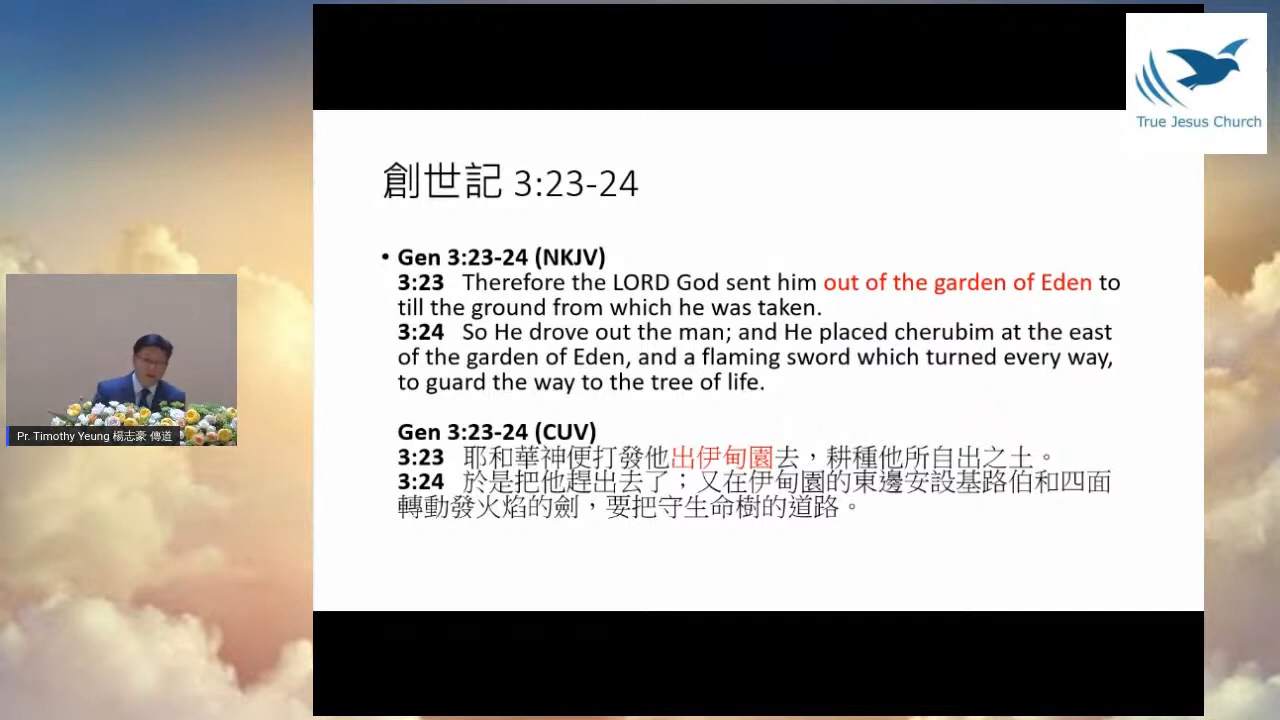 True Jesus Church
創世記 3:23-24
• Gen 3:23-24 (NKJV)
3:23 Therefore the LORD God sent him out of the garden of Eden to
till the ground from which he was taken.
3:24 So He drove out the man; and He placed cherubim at the east
of the garden of Eden, and a flaming sword which turned every way,
to guard the way to the tree of life.
Gen 3:23-24 (CUV)
3:23 耶和華神便打發他出伊甸園去，耕種他所自出之土。
3:24 於是把他趕出去了；又在伊甸園的東邊安設基路伯和四面
轉動發火焰的劍，要把守生命樹的道路。
Pr. Timothy Yeung 楊志豪 傳道